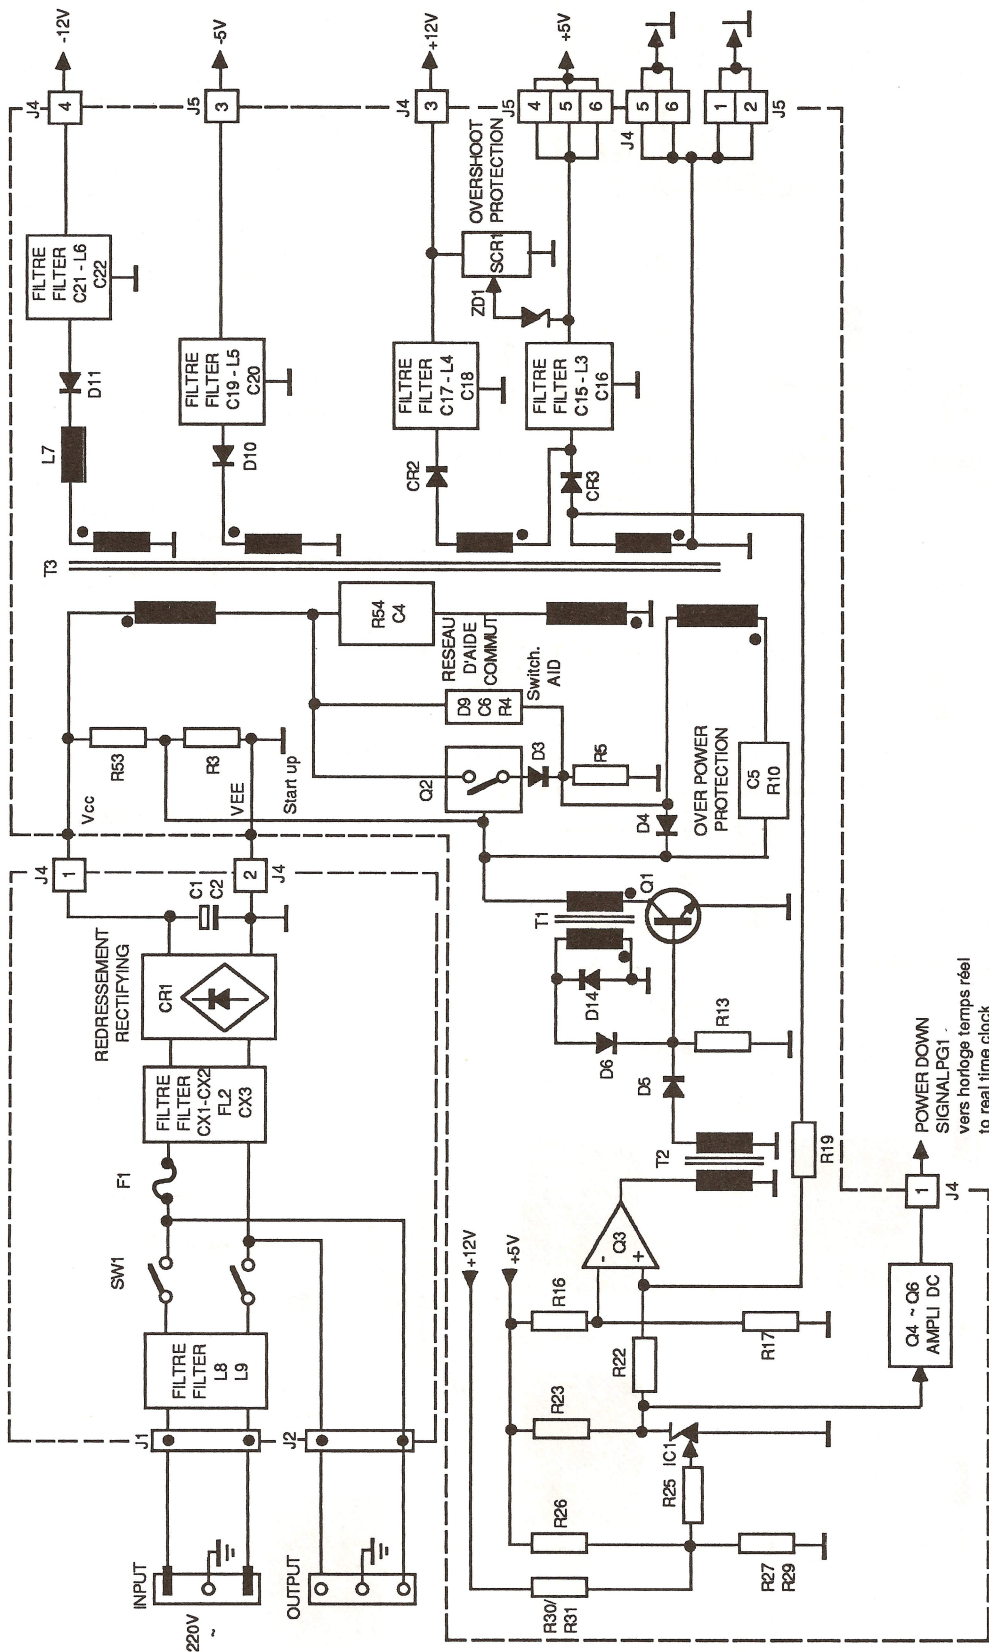 INPUT
220V
~
OUTPUT
J1
J2
FILTRE
FILTER
L8
L9
SW1
F1
FILTRE
FILTER
CX1-CX2
FL2
CX3
REDRESSEMENT
RECTIFYING
CR1
C1
C2
J4
1
2
J4
Vcc
VEE
Start up
R53
R3
T3
L7
D11
FILTRE
FILTER
C21 - L6
C22
J4
4
-12V
D10
FILTRE
FILTER
C19 - L5
C20
J5
3
-5V
CR2
FILTRE
FILTER
C17 - L4
C18
J4
3
+12V
OVERSHOOT
PROTECTION
SCR1
ZD1
CR3
FILTRE
FILTER
C15 - L3
C16
J5
4
5
6
+5V
J4
5
6
1
2
J5
R54
C4
RESEAU
D'AIDE
COMMUT
Switch.
AID
D9
C6
R4
Q2
D3
R5
D4
OVER POWER
PROTECTION
C5
R10
T1
Q1
D14
D6
D5
R13
T2
R19
+12V
+5V
Q3
-
+
R16
R17
R22
R23
IC1
R25
R26
R27
R29
R30/
R31
Q4 ~ Q6
AMPLI DC
1
J4
POWER DOWN
SIGNALPG1 -
vers horloge temps réel
to real time clock